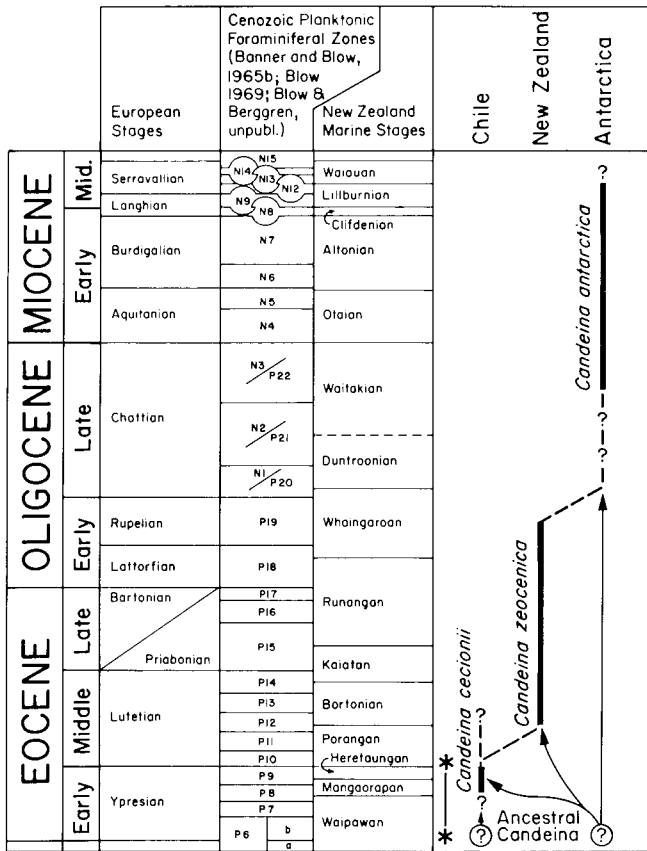 Cenozoic Planktonic
Foraminiferal Zones
(Banner and Blow,
1965b; Blow
1969; Blow &
Berggren,
unpubl.)
European
Stages
New Zealand
Marine Stages
Chile
New Zealand
Antarctica
MIOCENE
Mid.
Early
OLIGOCENE
Late
Early
EOCENE
Late
Middle
Early
Serravallian
Langhian
Burdigalian
Aquitanian
Chattian
Rupelian
Lattorfian
Bartonian
Priabonian
Lutetian
Ypresian
N15
N14
N13
N12
N9
N8
N7
N6
N5
N4
N3
P22
N2
P21
N1
P20
P19
P18
P17
P16
P15
P14
P13
P12
P11
P10
P9
P8
P7
P6
b
a
Waiauan
Lillburnian
Clifdenian
Altonian
Otaian
Waitakian
Duntroonian
Whaingaroan
Runangan
Kaiatan
Bortonian
Porangan
Heretaungan
Mangaorapan
Waipawan
Candeina cecionii
Candeina zeocenica
Candeina antarctica
?
?
?
?
?
*
*
?
Ancestral
Candeina
?